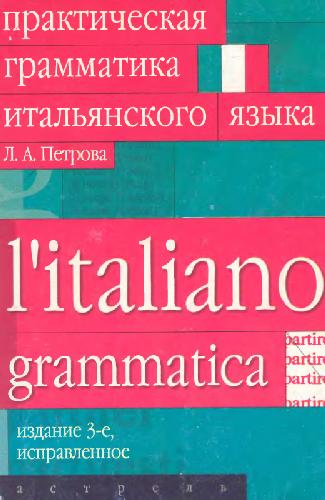 практическая
грамматика
итальянского языка
Л. А. Петрова
l'italiano
grammatica
partire
partire
partire
partire
издание 3-е,
исправленное
астрель